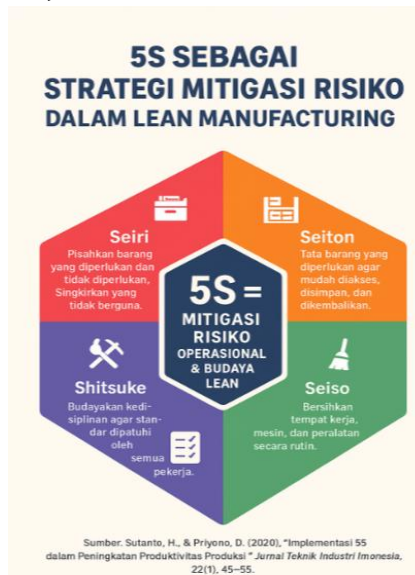 5S SEBAGAI
STRATEGI MITIGASI RISIKO
DALAM LEAN MANUFACTURING
Seiri
Pisahkan barang
yang diperlukan dan
tidak diperlukan,
Singkirkan yang
tidak berguna.
Seiton
Tata barang yang
diperlukan agar
mudah diakses,
disimpan, dan
dikembalikan.
5S =
MITIGASI
RISIKO
OPERASIONAL
& BUDAYA
LEAN
Shitsuke
Budayakan kedi-
siplinan agar stan-
dar dipatuhi
oleh
semua
pekerja.
Seiso
Bersihkan
tempat kerja,
mesin, dan peralatan
secara rutin.
Sumber. Sutanto, H., & Priyono, D. (2020), "Implementasi 55
dalam Peningkatan Produktivitas Produksi " Jurnal Teknik Industri Imonesia,
22(1), 45–55.